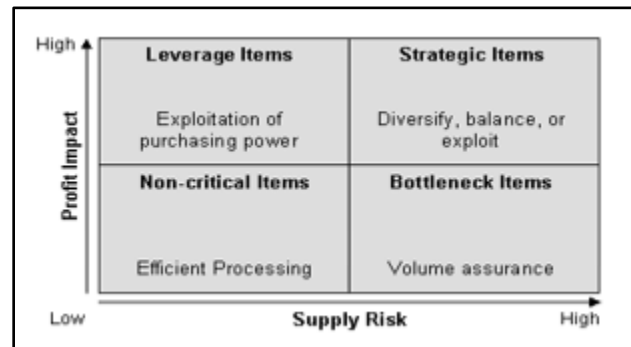 High
Leverage Items
Strategic Items
Exploitation of
purchasing power
Diversify, balance, or
exploit
Profit Impact
Non-critical Items
Bottleneck Items
Efficient Processing
Volume assurance
Low
Supply Risk
High